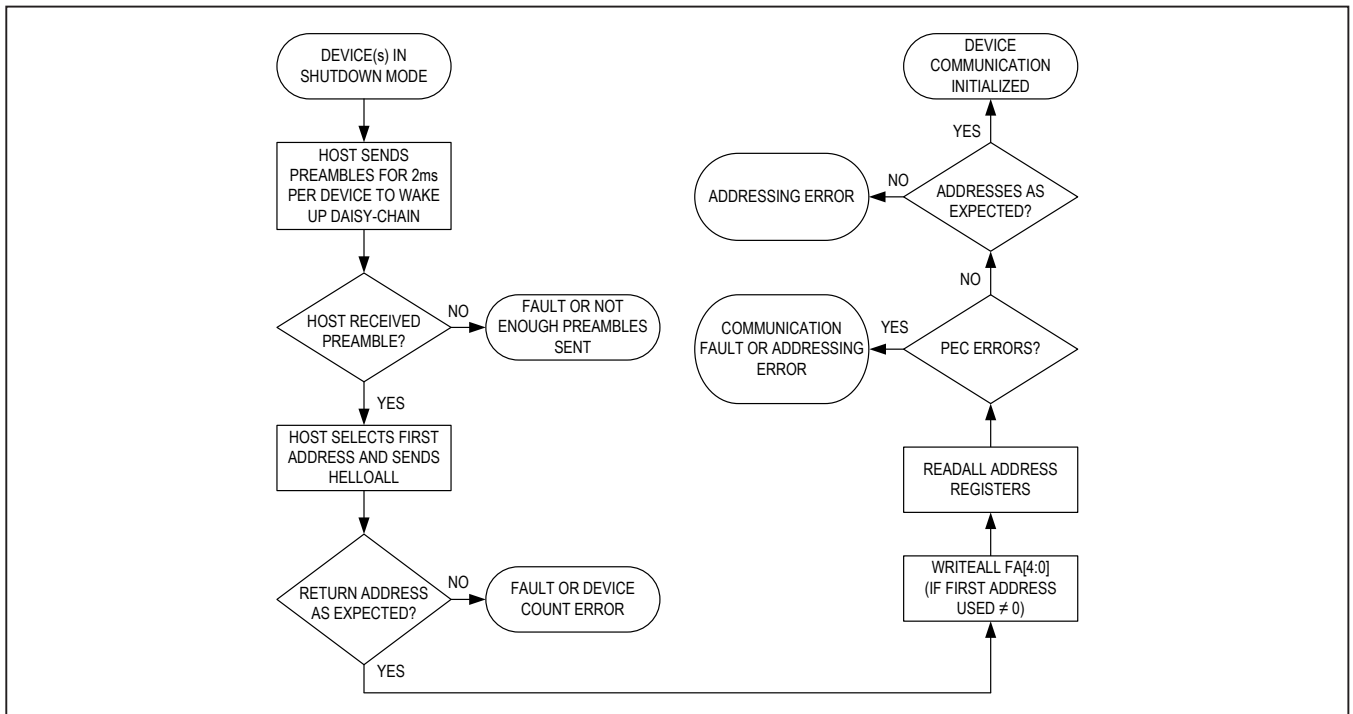 DEVICE(s) IN
SHUTDOWN MODE
HOST SENDS
PREAMBLES FOR 2ms
PER DEVICE TO WAKE
UP DAISY-CHAIN
HOST RECEIVED
PREAMBLE?
NO
FAULT OR NOT
ENOUGH PREAMBLES
SENT
YES
HOST SELECTS FIRST
ADDRESS AND SENDS
HELLOALL
RETURN ADDRESS
AS EXPECTED?
NO
FAULT OR DEVICE
COUNT ERROR
YES
WRITEALL FA[4:0]
(IF FIRST ADDRESS
USED ≠ 0)
READALL ADDRESS
REGISTERS
PEC ERRORS?
YES
COMMUNICATION
FAULT OR ADDRESSING
ERROR
NO
ADDRESSES AS
EXPECTED?
NO
ADDRESSING ERROR
YES
DEVICE
COMMUNICATION
INITIALIZED